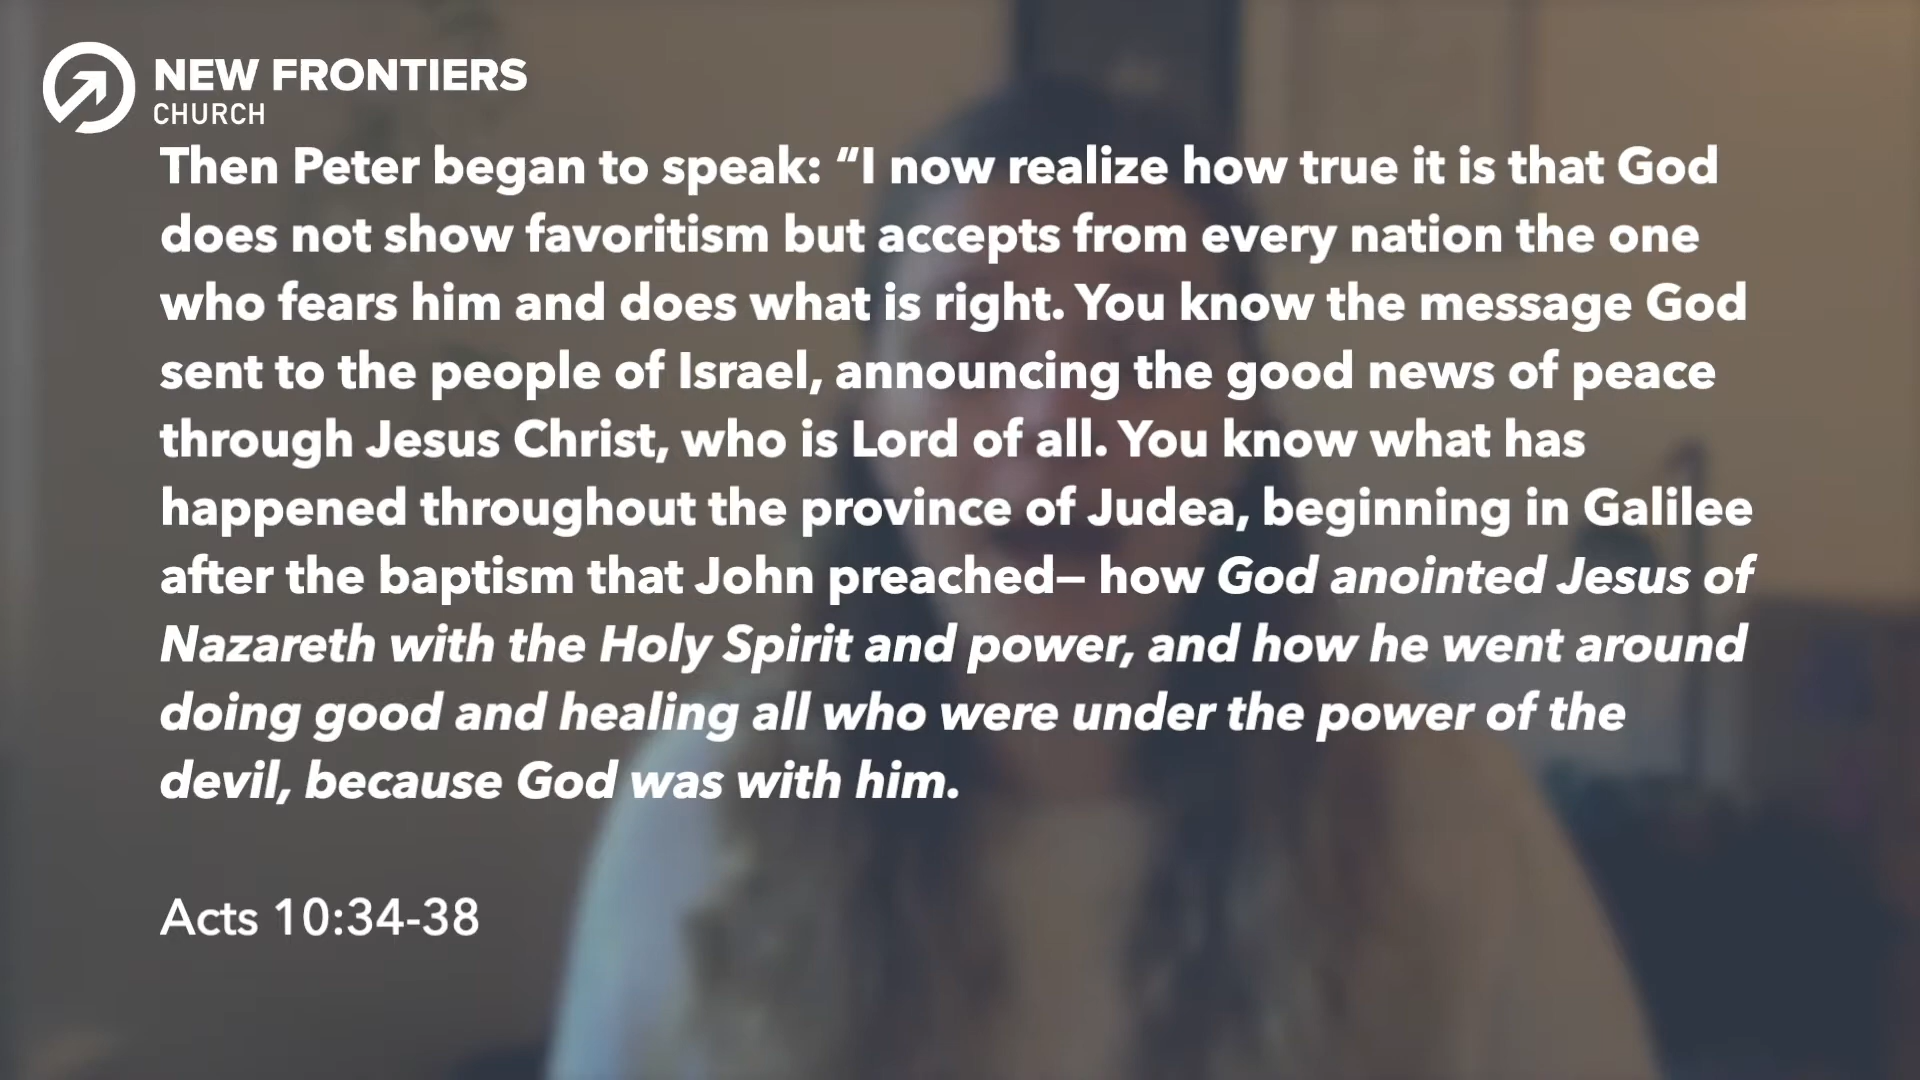 NEW FRONTIERS
CHURCH
Then Peter began to speak: “I now realize how true it is that God
does not show favoritism but accepts from every nation the one
who fears him and does what is right. You know the message God
sent to the people of Israel, announcing the good news of peace
through Jesus Christ, who is Lord of all. You know what has
happened throughout the province of Judea, beginning in Galilee
after the baptism that John preached— how God anointed Jesus of
Nazareth with the Holy Spirit and power, and how he went around
doing good and healing all who were under the power of the
devil, because God was with him.
Acts 10:34-38